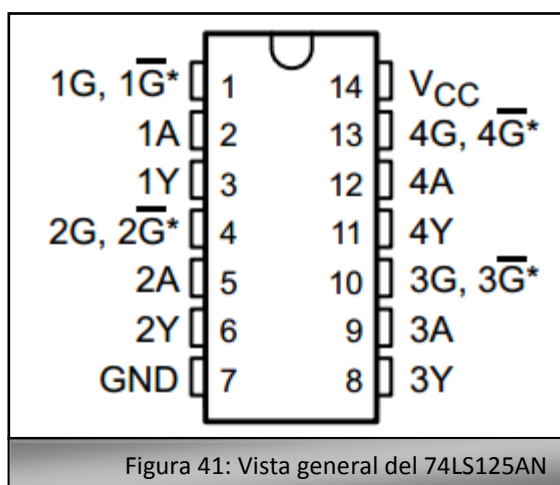 1G, 1G̅* 1 14 VCC
1A 2 13 4G, 4G̅*
1Y 3 12 4A
2G, 2G̅* 4 11 4Y
2A 5 10 3G, 3G̅*
2Y 6 9 3A
GND 7 8 3Y
Figura 41: Vista general del 74LS125AN